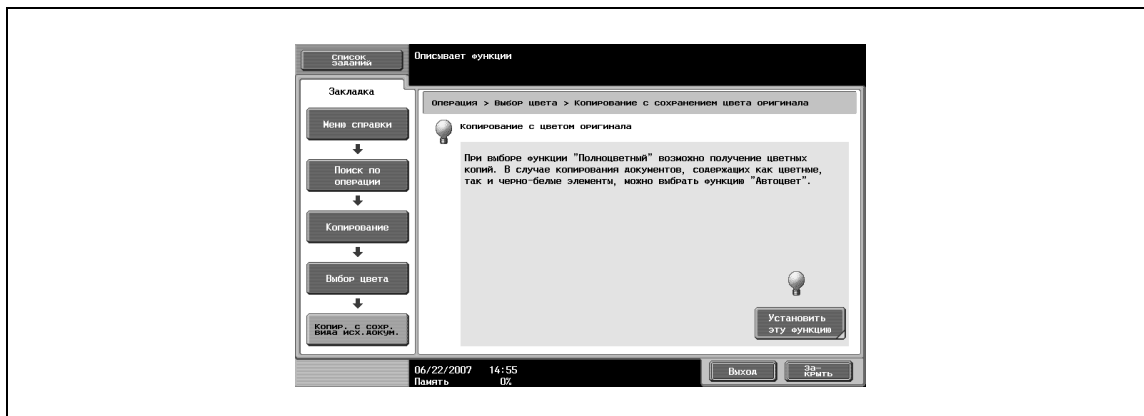 Список
заданий
Описывает функции
Закладка
Меню справки
Поиск по
операции
Копирование
Выбор цвета
Копир. с сохр.
вида исх.докум.
Операция > Выбор цвета > Копирование с сохранением цвета оригинала
Копирование с цветом оригинала
При выборе функции "Полноцветный" возможно получение цветных
копий. В случае копирования документов, содержащих как цветные,
так и черно-белые элементы, можно выбрать функцию "Автоцвет".
Установить
эту функцию
06/22/2007 14:55
Память 0%
Выход
За-
крыть